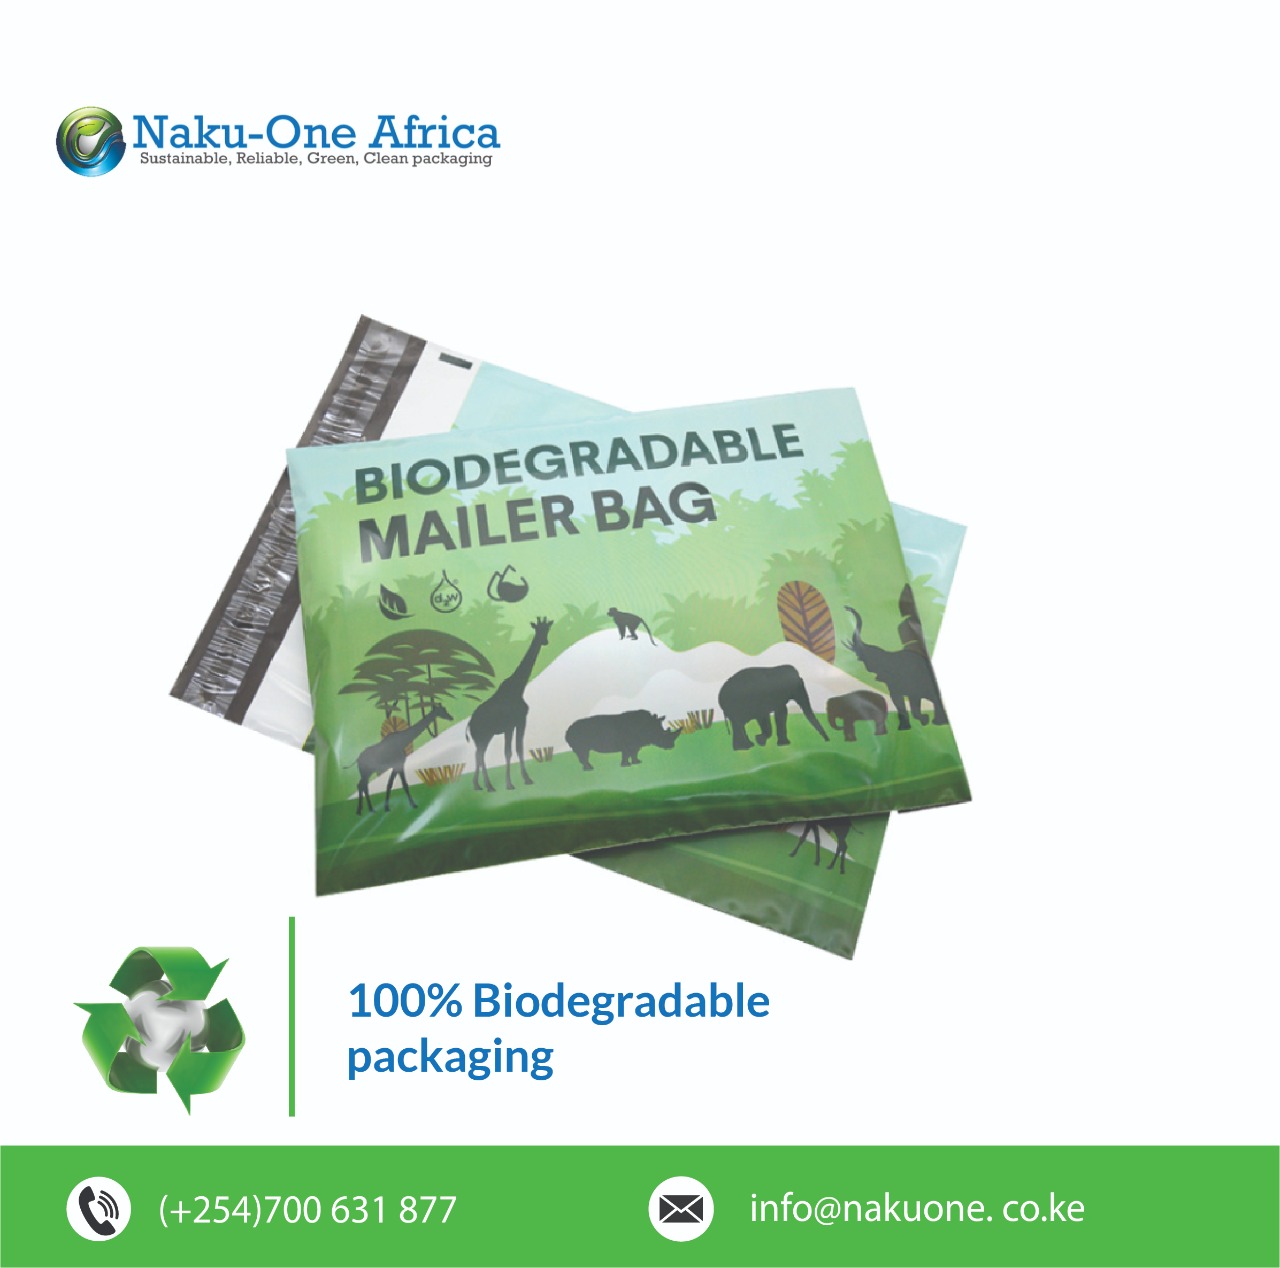 Naku-One Africa
Sustainable, Reliable, Green, Clean packaging
BIODEGRADABLE
MAILER BAG
d2w
100% Biodegradable
packaging
(+254)700 631 877
info@nakuone. co.ke